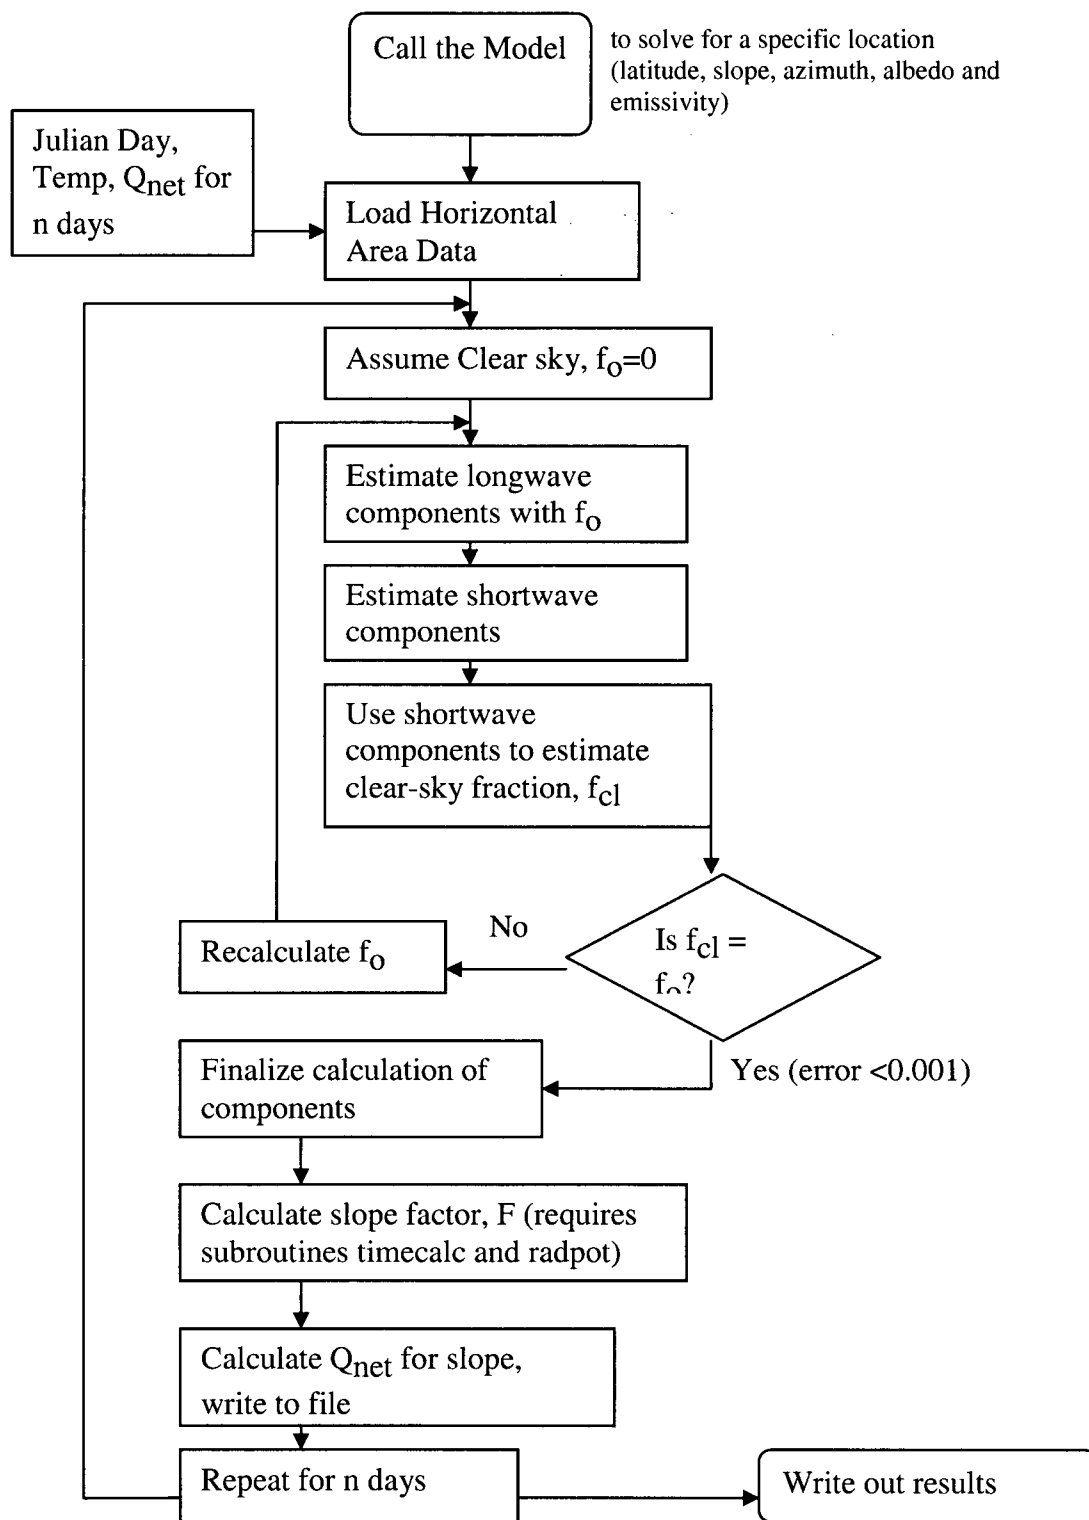 Call the Model
to solve for a specific location
(latitude, slope, azimuth, albedo and
emissivity)
Julian Day,
Temp, Qnet for
n days
Load Horizontal
Area Data
Assume Clear sky, fo=0
Estimate longwave
components with fo
Estimate shortwave
components
Use shortwave
components to estimate
clear-sky fraction, fcl
Is fcl =
fo?
No
Recalculate fo
Yes (error <0.001)
Finalize calculation of
components
Calculate slope factor, F (requires
subroutines timecalc and radpot)
Calculate Qnet for slope,
write to file
Repeat for n days
Write out results